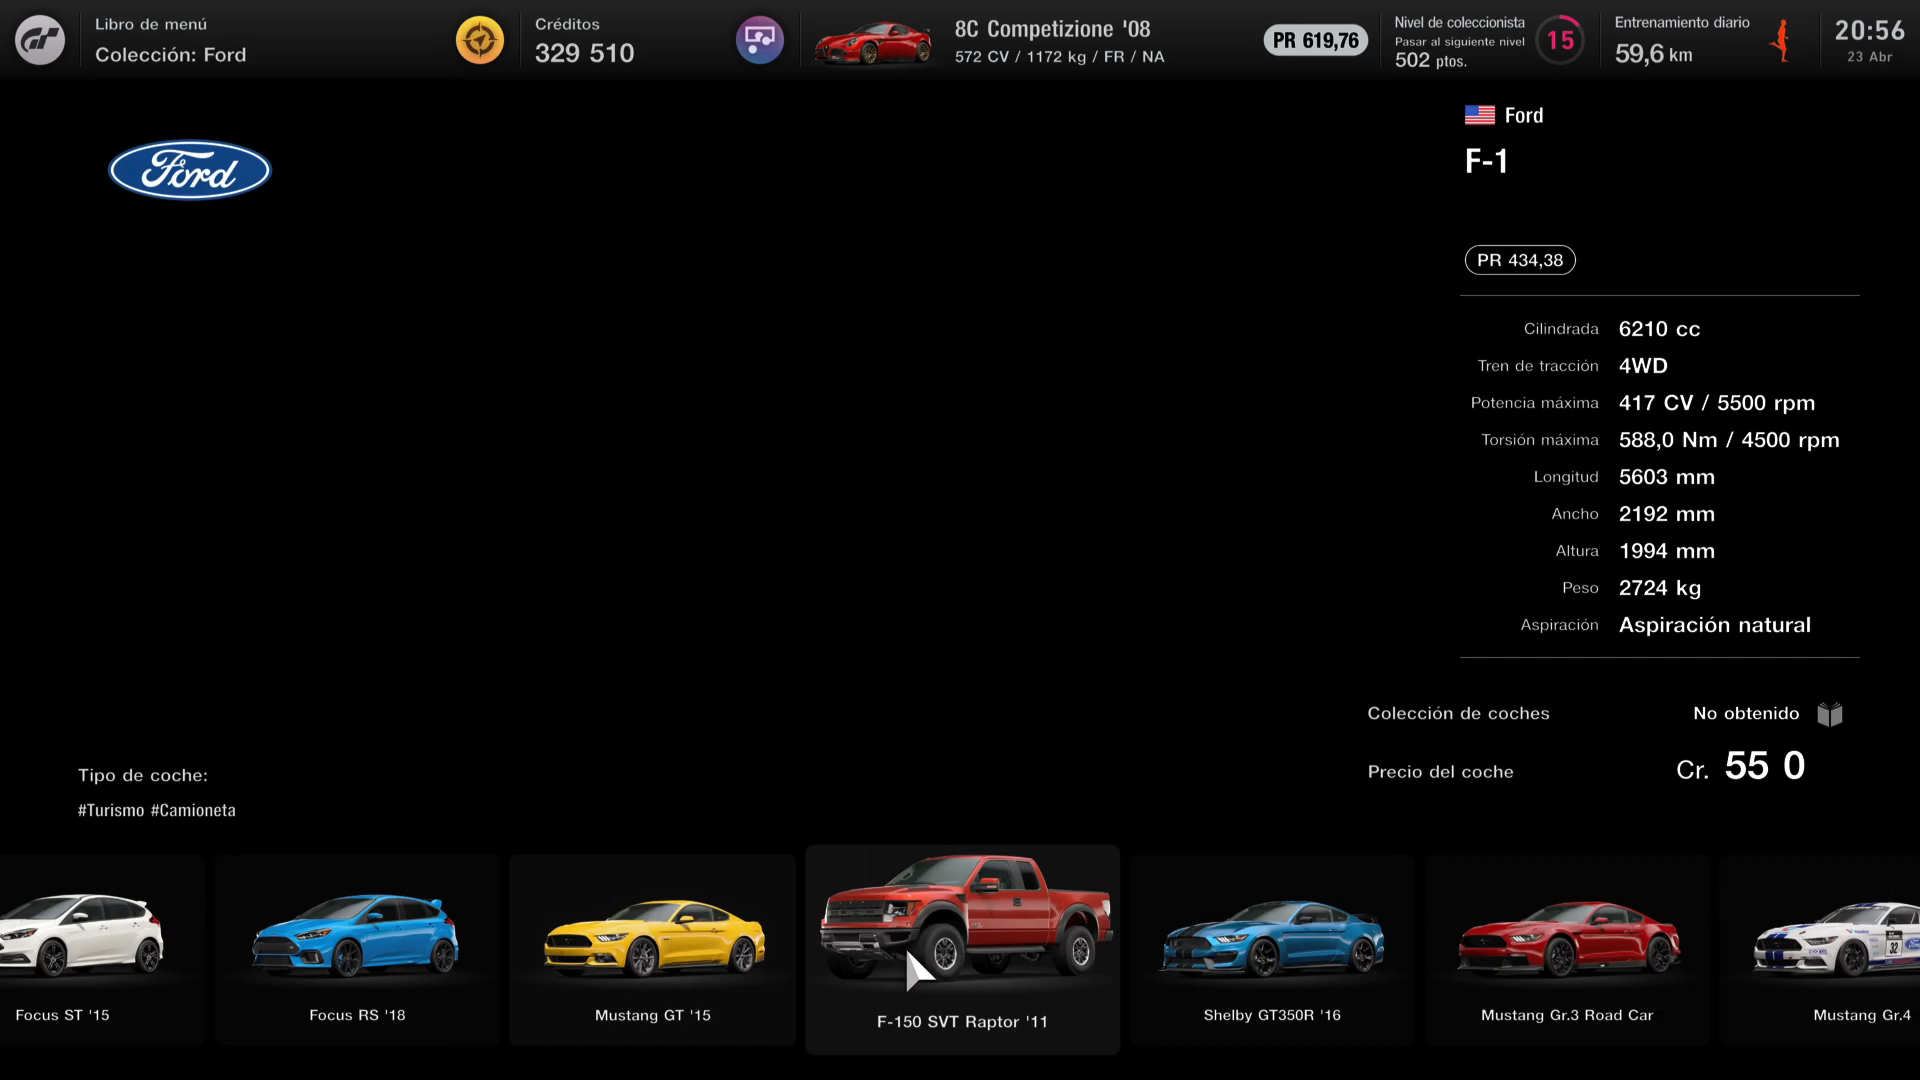 Libro de menú
Colección: Ford
Créditos
329 510
8C Competizione '08
572 CV / 1172 kg / FR / NA
PR 619,76
Nivel de coleccionista
Pasar al siguiente nivel
502 ptos.
15
Entrenamiento diario
59,6 km
20:56
23 Abr
Ford
Ford
F-1
PR 434,38
Cilindrada 6210 cc
Tren de tracción 4WD
Potencia máxima 417 CV / 5500 rpm
Torsión máxima 588,0 Nm / 4500 rpm
Longitud 5603 mm
Ancho 2192 mm
Altura 1994 mm
Peso 2724 kg
Aspiración Aspiración natural
Colección de coches No obtenido
Precio del coche Cr. 55 0
Tipo de coche:
#Turismo #Camioneta
32
Focus ST '15
Focus RS '18
Mustang GT '15
F-150 SVT Raptor '11
Shelby GT350R '16
Mustang Gr.3 Road Car
Mustang Gr.4